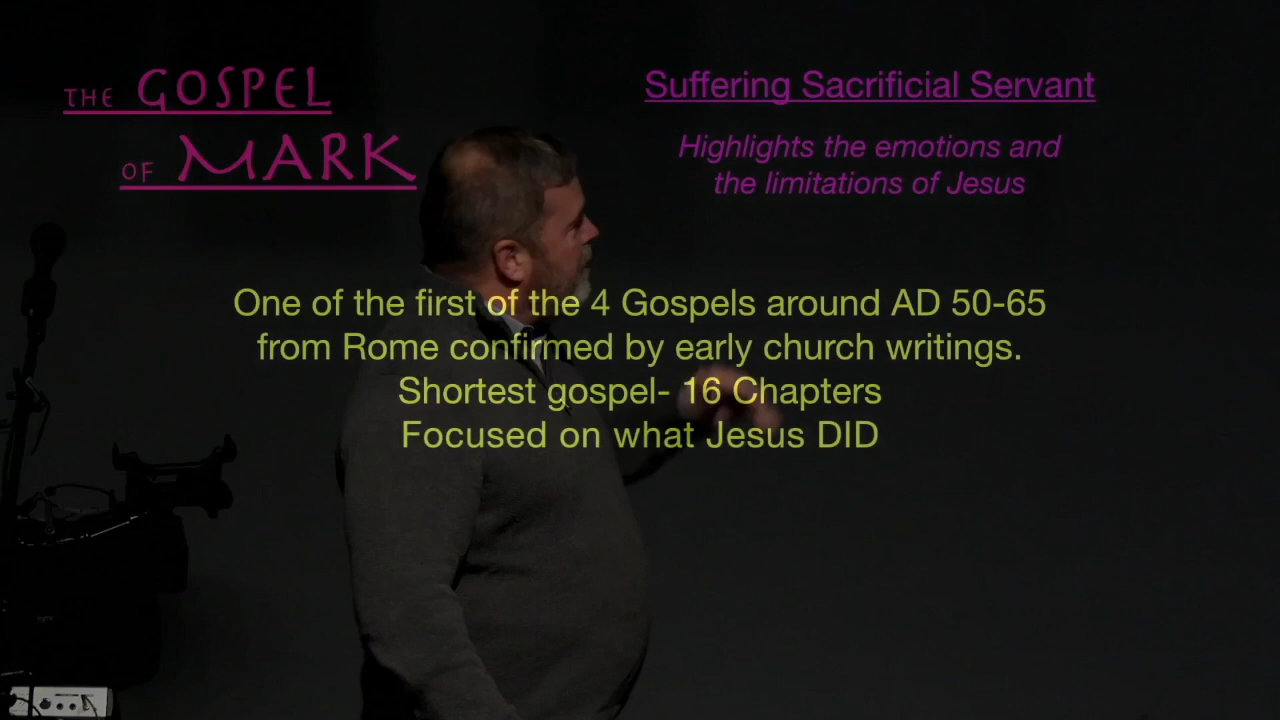 THE GOSPEL
OF MARK
Suffering Sacrificial Servant
Highlights the emotions and
the limitations of Jesus
One of the first of the 4 Gospels around AD 50-65
from Rome confirmed by early church writings.
Shortest gospel- 16 Chapters
Focused on what Jesus DID